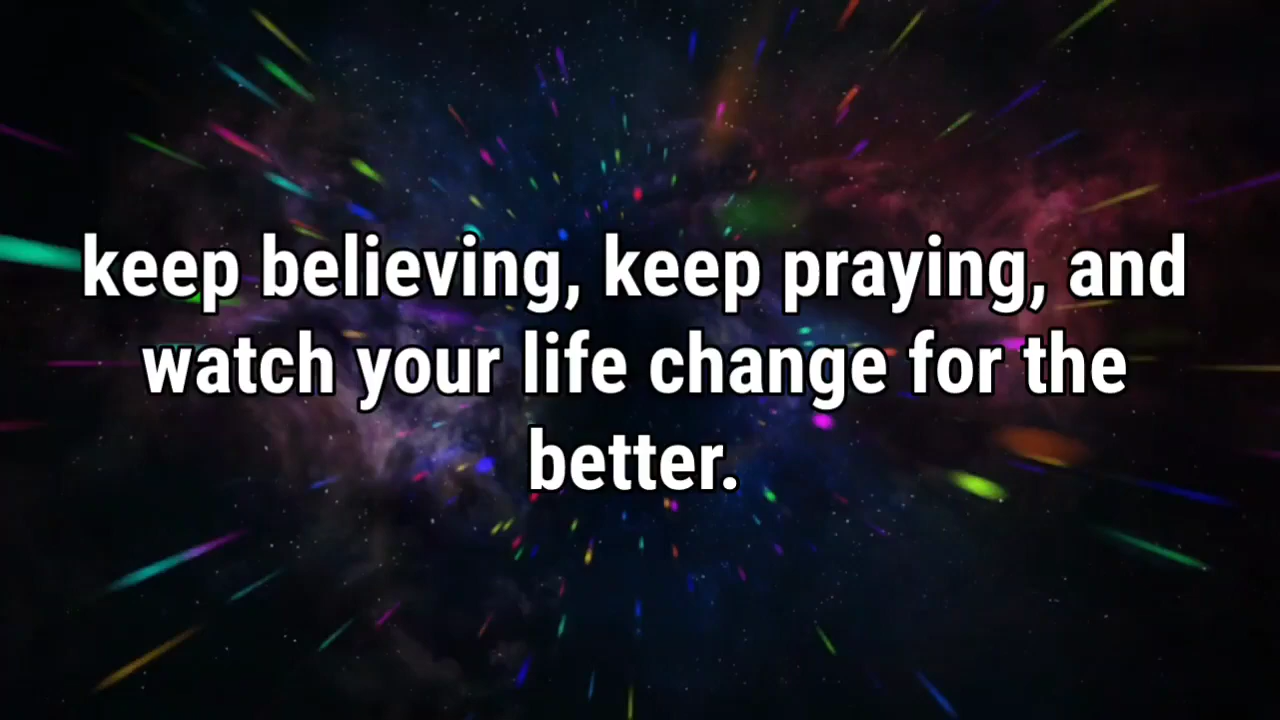 keep believing, keep praying, and
watch your life change for the
better.